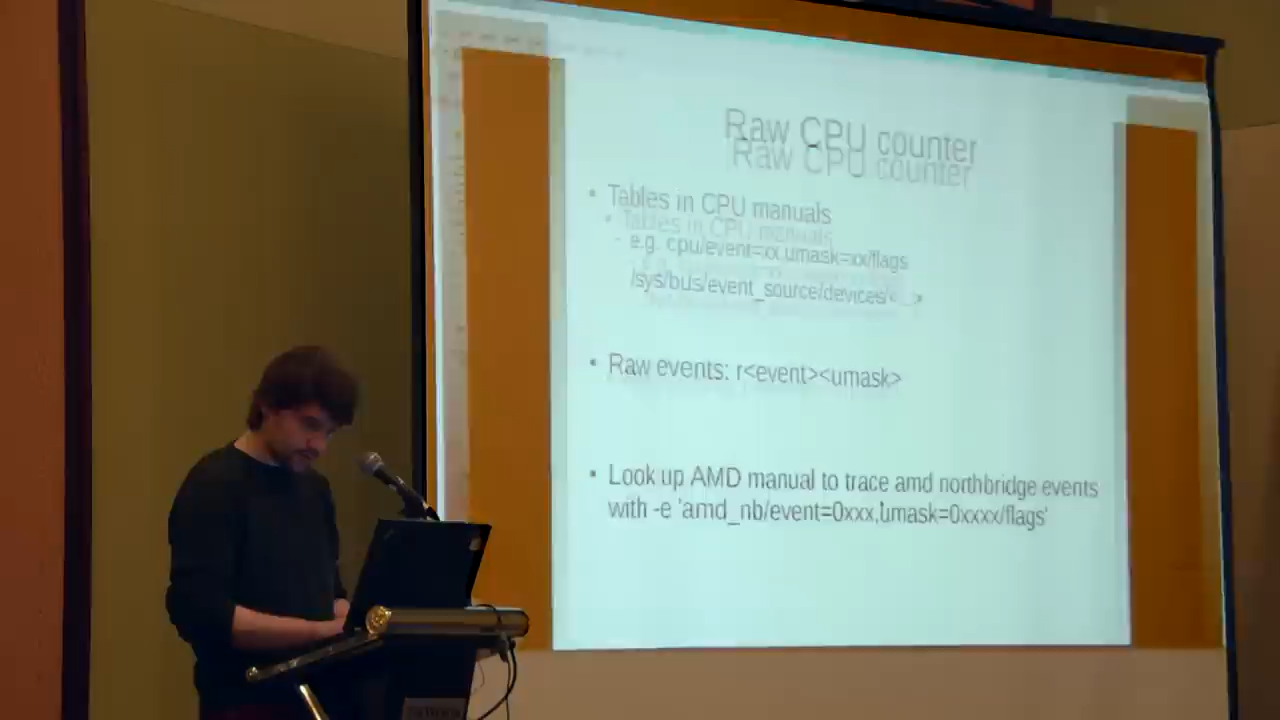 Raw CPU counter
Raw CPU counter
• Tables in CPU manuals
• Tables in CPU manuals
- e.g. cpu/event=xx,umask=xx/flags
/sys/bus/event_source/devices/<...>
• Raw events: r<event><umask>
• Look up AMD manual to trace amd northbridge events
with -e 'amd_nb/event=0xxx,umask=0xxxx/flags'